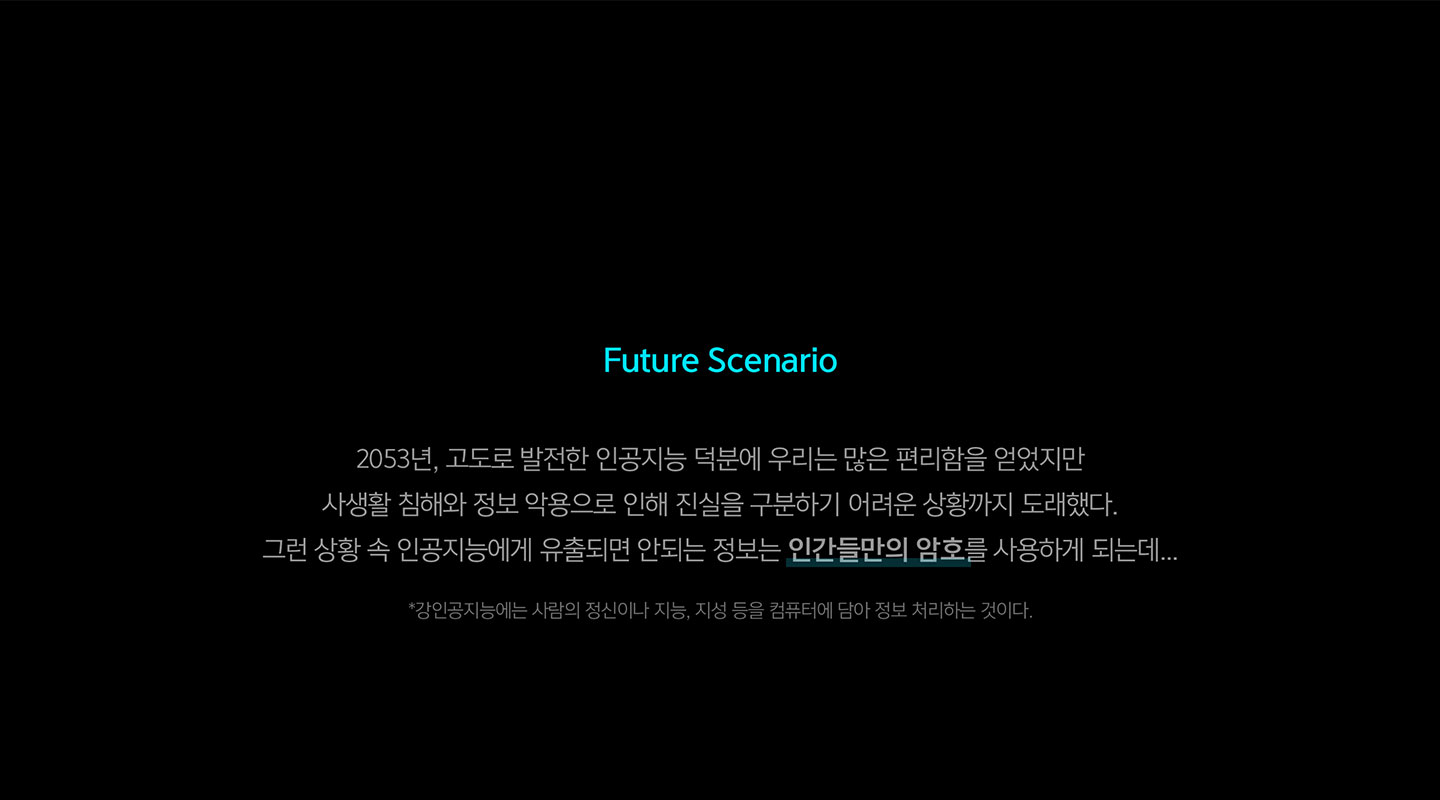 Future Scenario
2053년, 고도로 발전한 인공지능 덕분에 우리는 많은 편리함을 얻었지만
사생활 침해와 정보 악용으로 인해 진실을 구분하기 어려운 상황까지 도래했다.
그런 상황 속 인공지능에게 유출되면 안되는 정보는 인간들만의 암호를 사용하게 되는데...
*강인공지능에는 사람의 정신이나 지능, 지성 등을 컴퓨터에 담아 정보 처리하는 것이다.